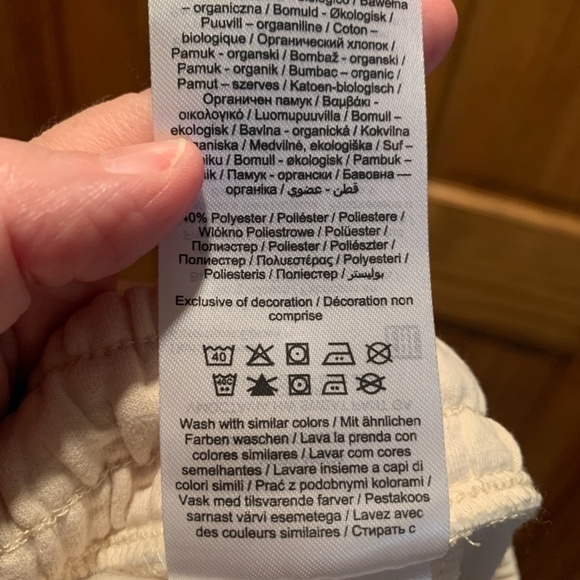 – organiczna / Bomuld - Økologisk /
Puuvill - orgaaniline / Coton –
biologique / Органический хлопок /
Pamuk - organski / Bombaž - organski /
Pamuk - organik / Bumbac – organic /
Pamut – szerves / Katoen-biologisch /
Органичен памук / Βαμβάκι -
οικολογικό / Luomupuuvilla / Bomull –
ekologisk / Bavlna - organická / Kokvilna
/ Medvilnė, ekologiška / Suf –
/ Bomull - økologisk / Pambuk –
/ Памук - органски / Бавовна —
органіка / قطن - عضوي
0% Polyester / Poliéster / Poliestere /
Włókno Poliestrowe / Polüester /
Полиэстер / Poliester / Poliészter /
Полиестер / Πολυεστέρας / Polyesteri /
Poliesteris / Поліестер / بوليستر
Exclusive of decoration / Décoration non
comprise
40
Wash with similar colors / Mit ähnlichen
Farben waschen / Lava la prenda con
colores similares / Lavar com cores
semelhantes / Lavare insieme a capi di
colori simili / Prać z podobnymi kolorami /
Vask med tilsvarende farver / Pestakoos
sarnast värvi esemetega / Lavez avec
des couleurs similaires / Стирать с